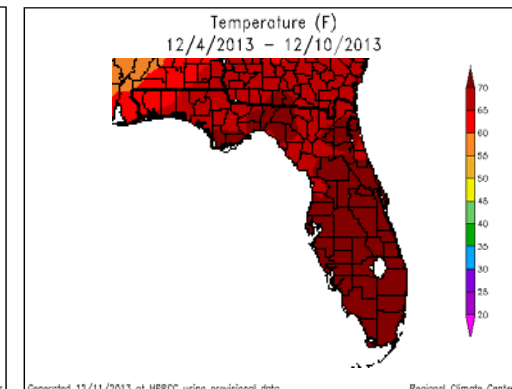 Temperature (F)
12/4/2013 – 12/10/2013
70
65
60
55
50
45
40
35
30
25
20
Generated 12/11/2013 at HPRCC using provisional data.
Regional Climate Center